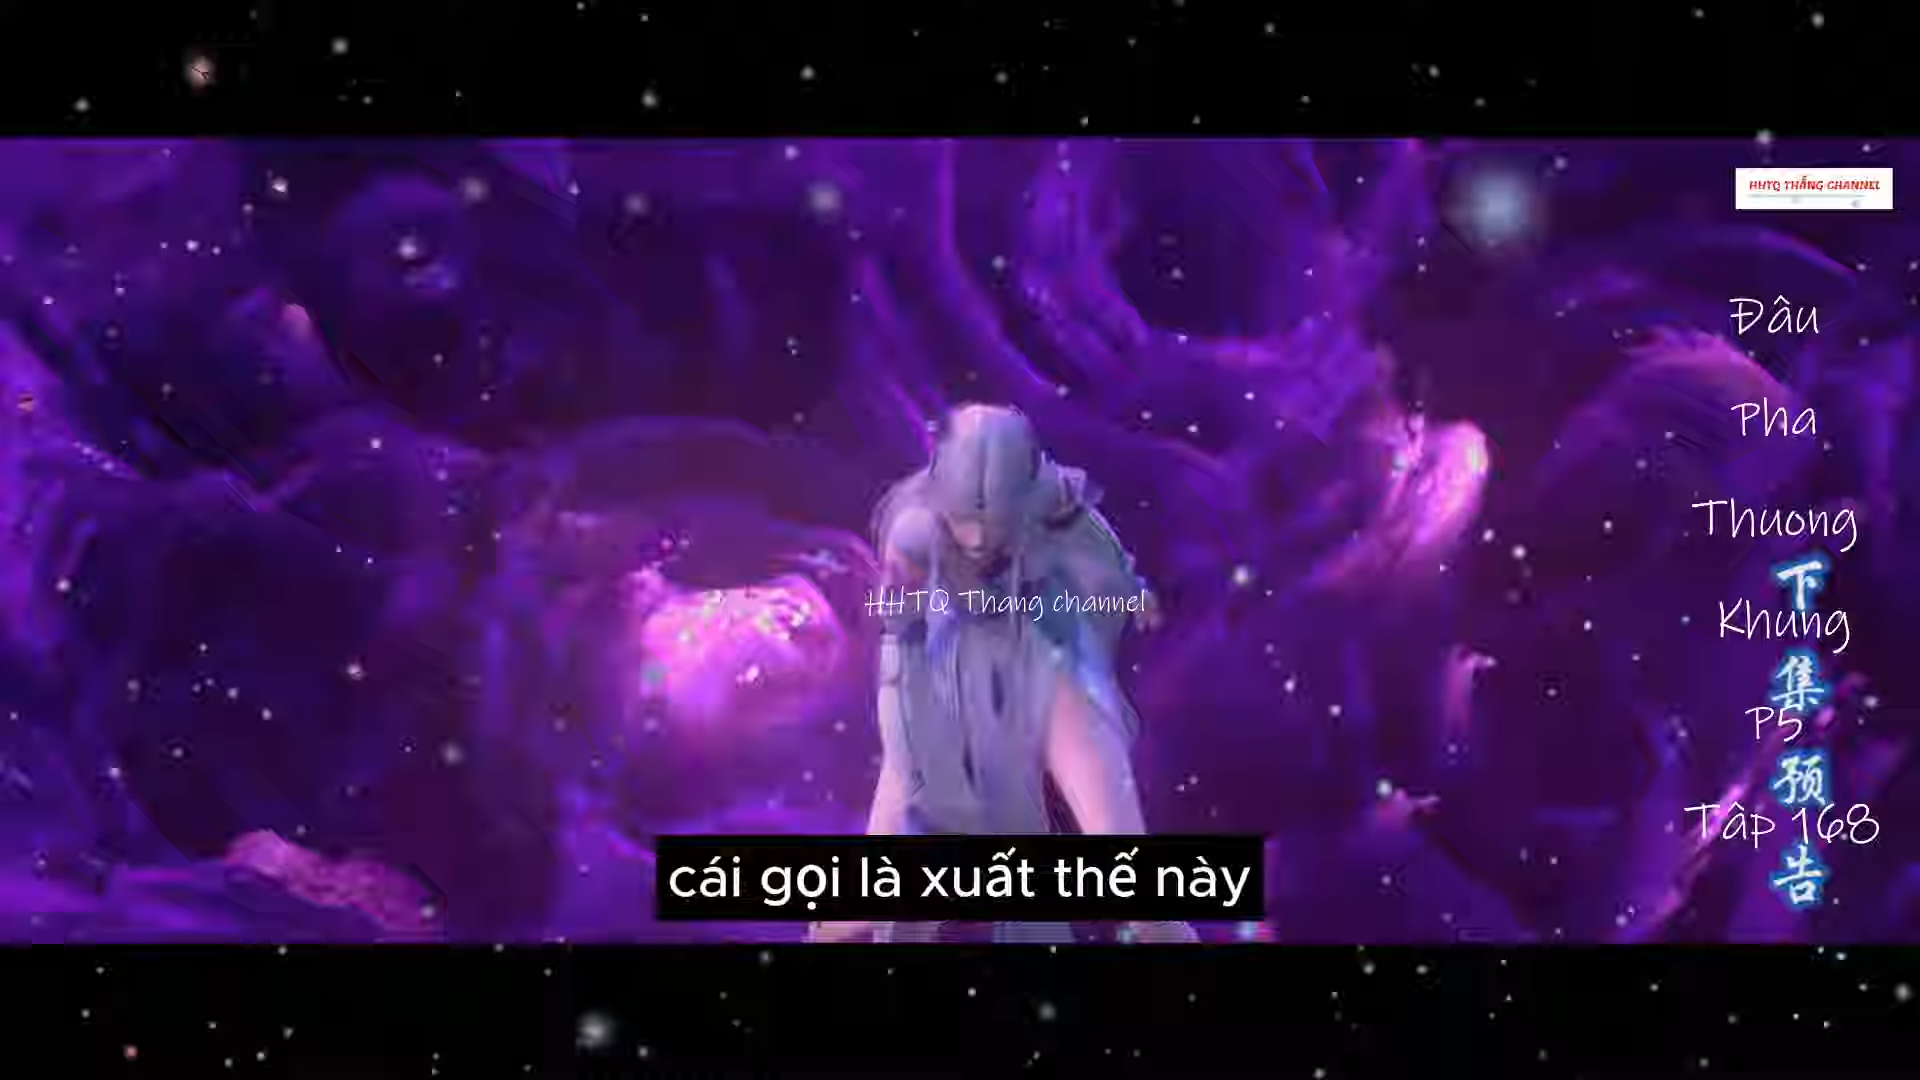 HHTQ THẮNG CHANNEL
Đâu
Pha
Thuong
Khung
P5
Tâp 168
下
集
预
告
HHTQ Thang channel
cái gọi là xuất thế này